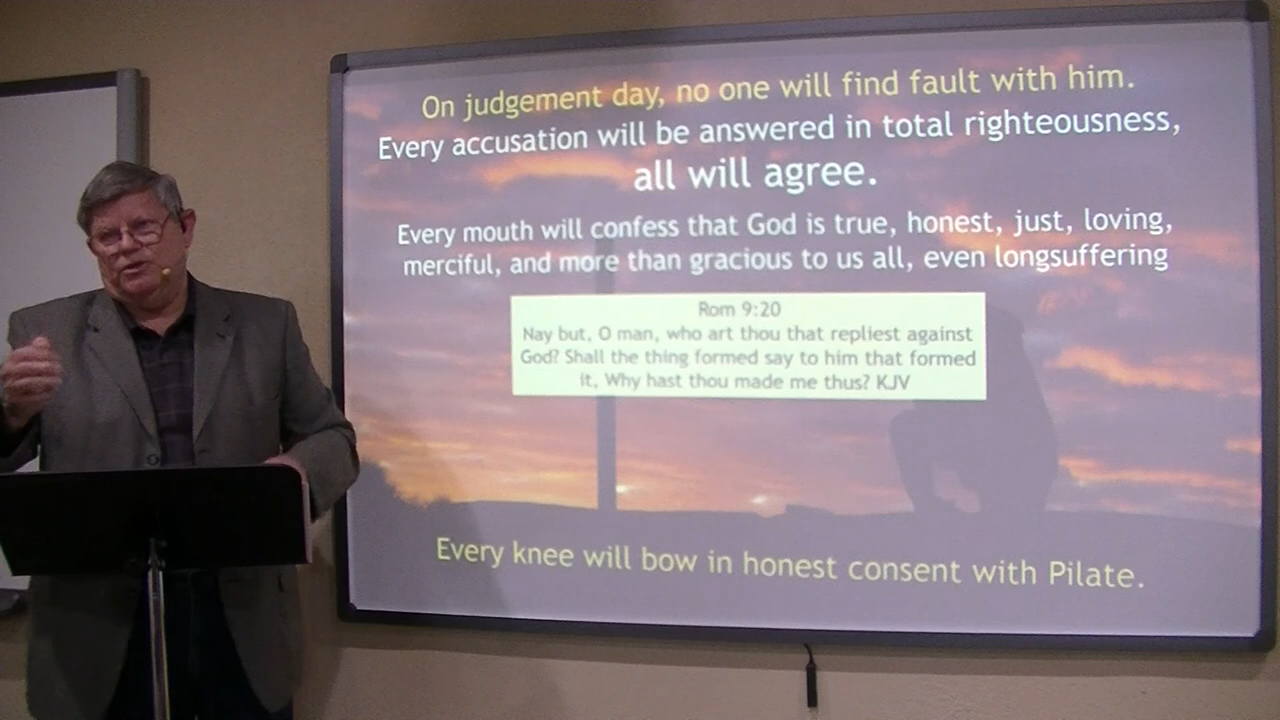 On judgement day, no one will find fault with him.
Every accusation will be answered in total righteousness,
all will agree.
Every mouth will confess that God is true, honest, just, loving,
merciful, and more than gracious to us all, even longsuffering
Rom 9:20
Nay but, O man, who art thou that repliest against
God? Shall the thing formed say to him that formed
it, Why hast thou made me thus? KJV
Every knee will bow in honest consent with Pilate.